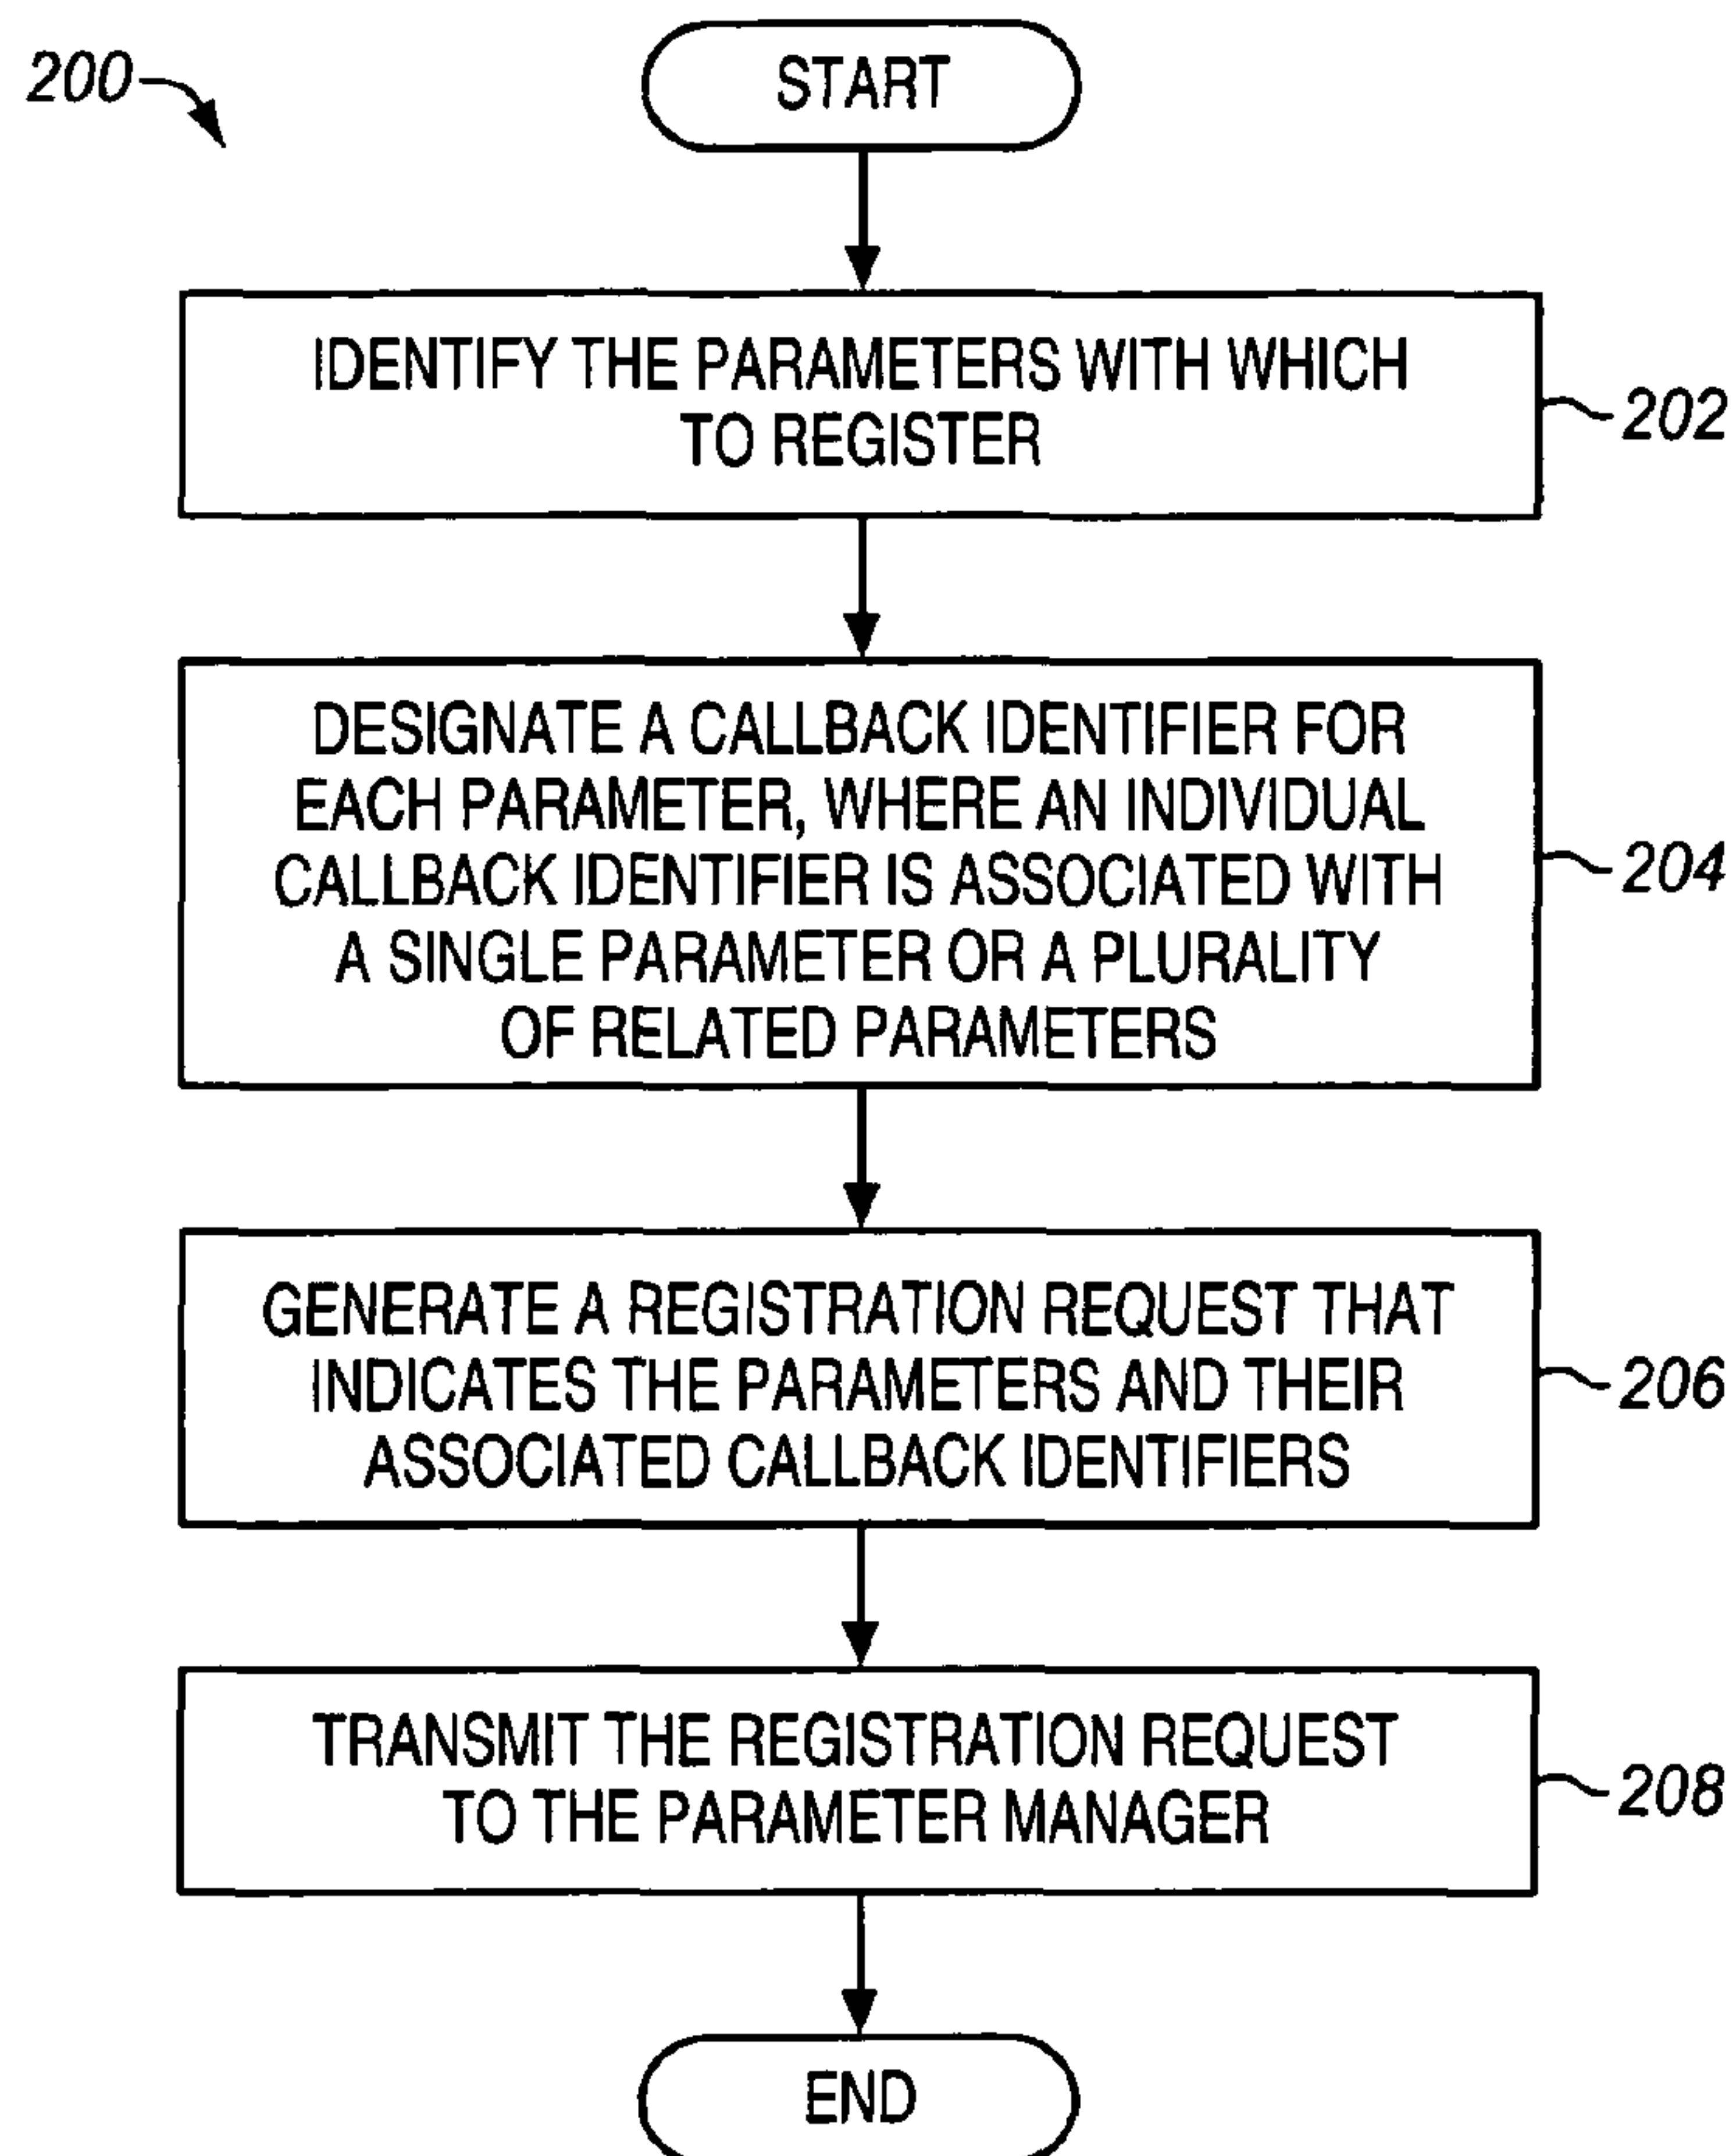 200
START
IDENTIFY THE PARAMETERS WITH WHICH
TO REGISTER
202
DESIGNATE A CALLBACK IDENTIFIER FOR
EACH PARAMETER, WHERE AN INDIVIDUAL
CALLBACK IDENTIFIER IS ASSOCIATED WITH
A SINGLE PARAMETER OR A PLURALITY
OF RELATED PARAMETERS
204
GENERATE A REGISTRATION REQUEST THAT
INDICATES THE PARAMETERS AND THEIR
ASSOCIATED CALLBACK IDENTIFIERS
206
TRANSMIT THE REGISTRATION REQUEST
TO THE PARAMETER MANAGER
208
END